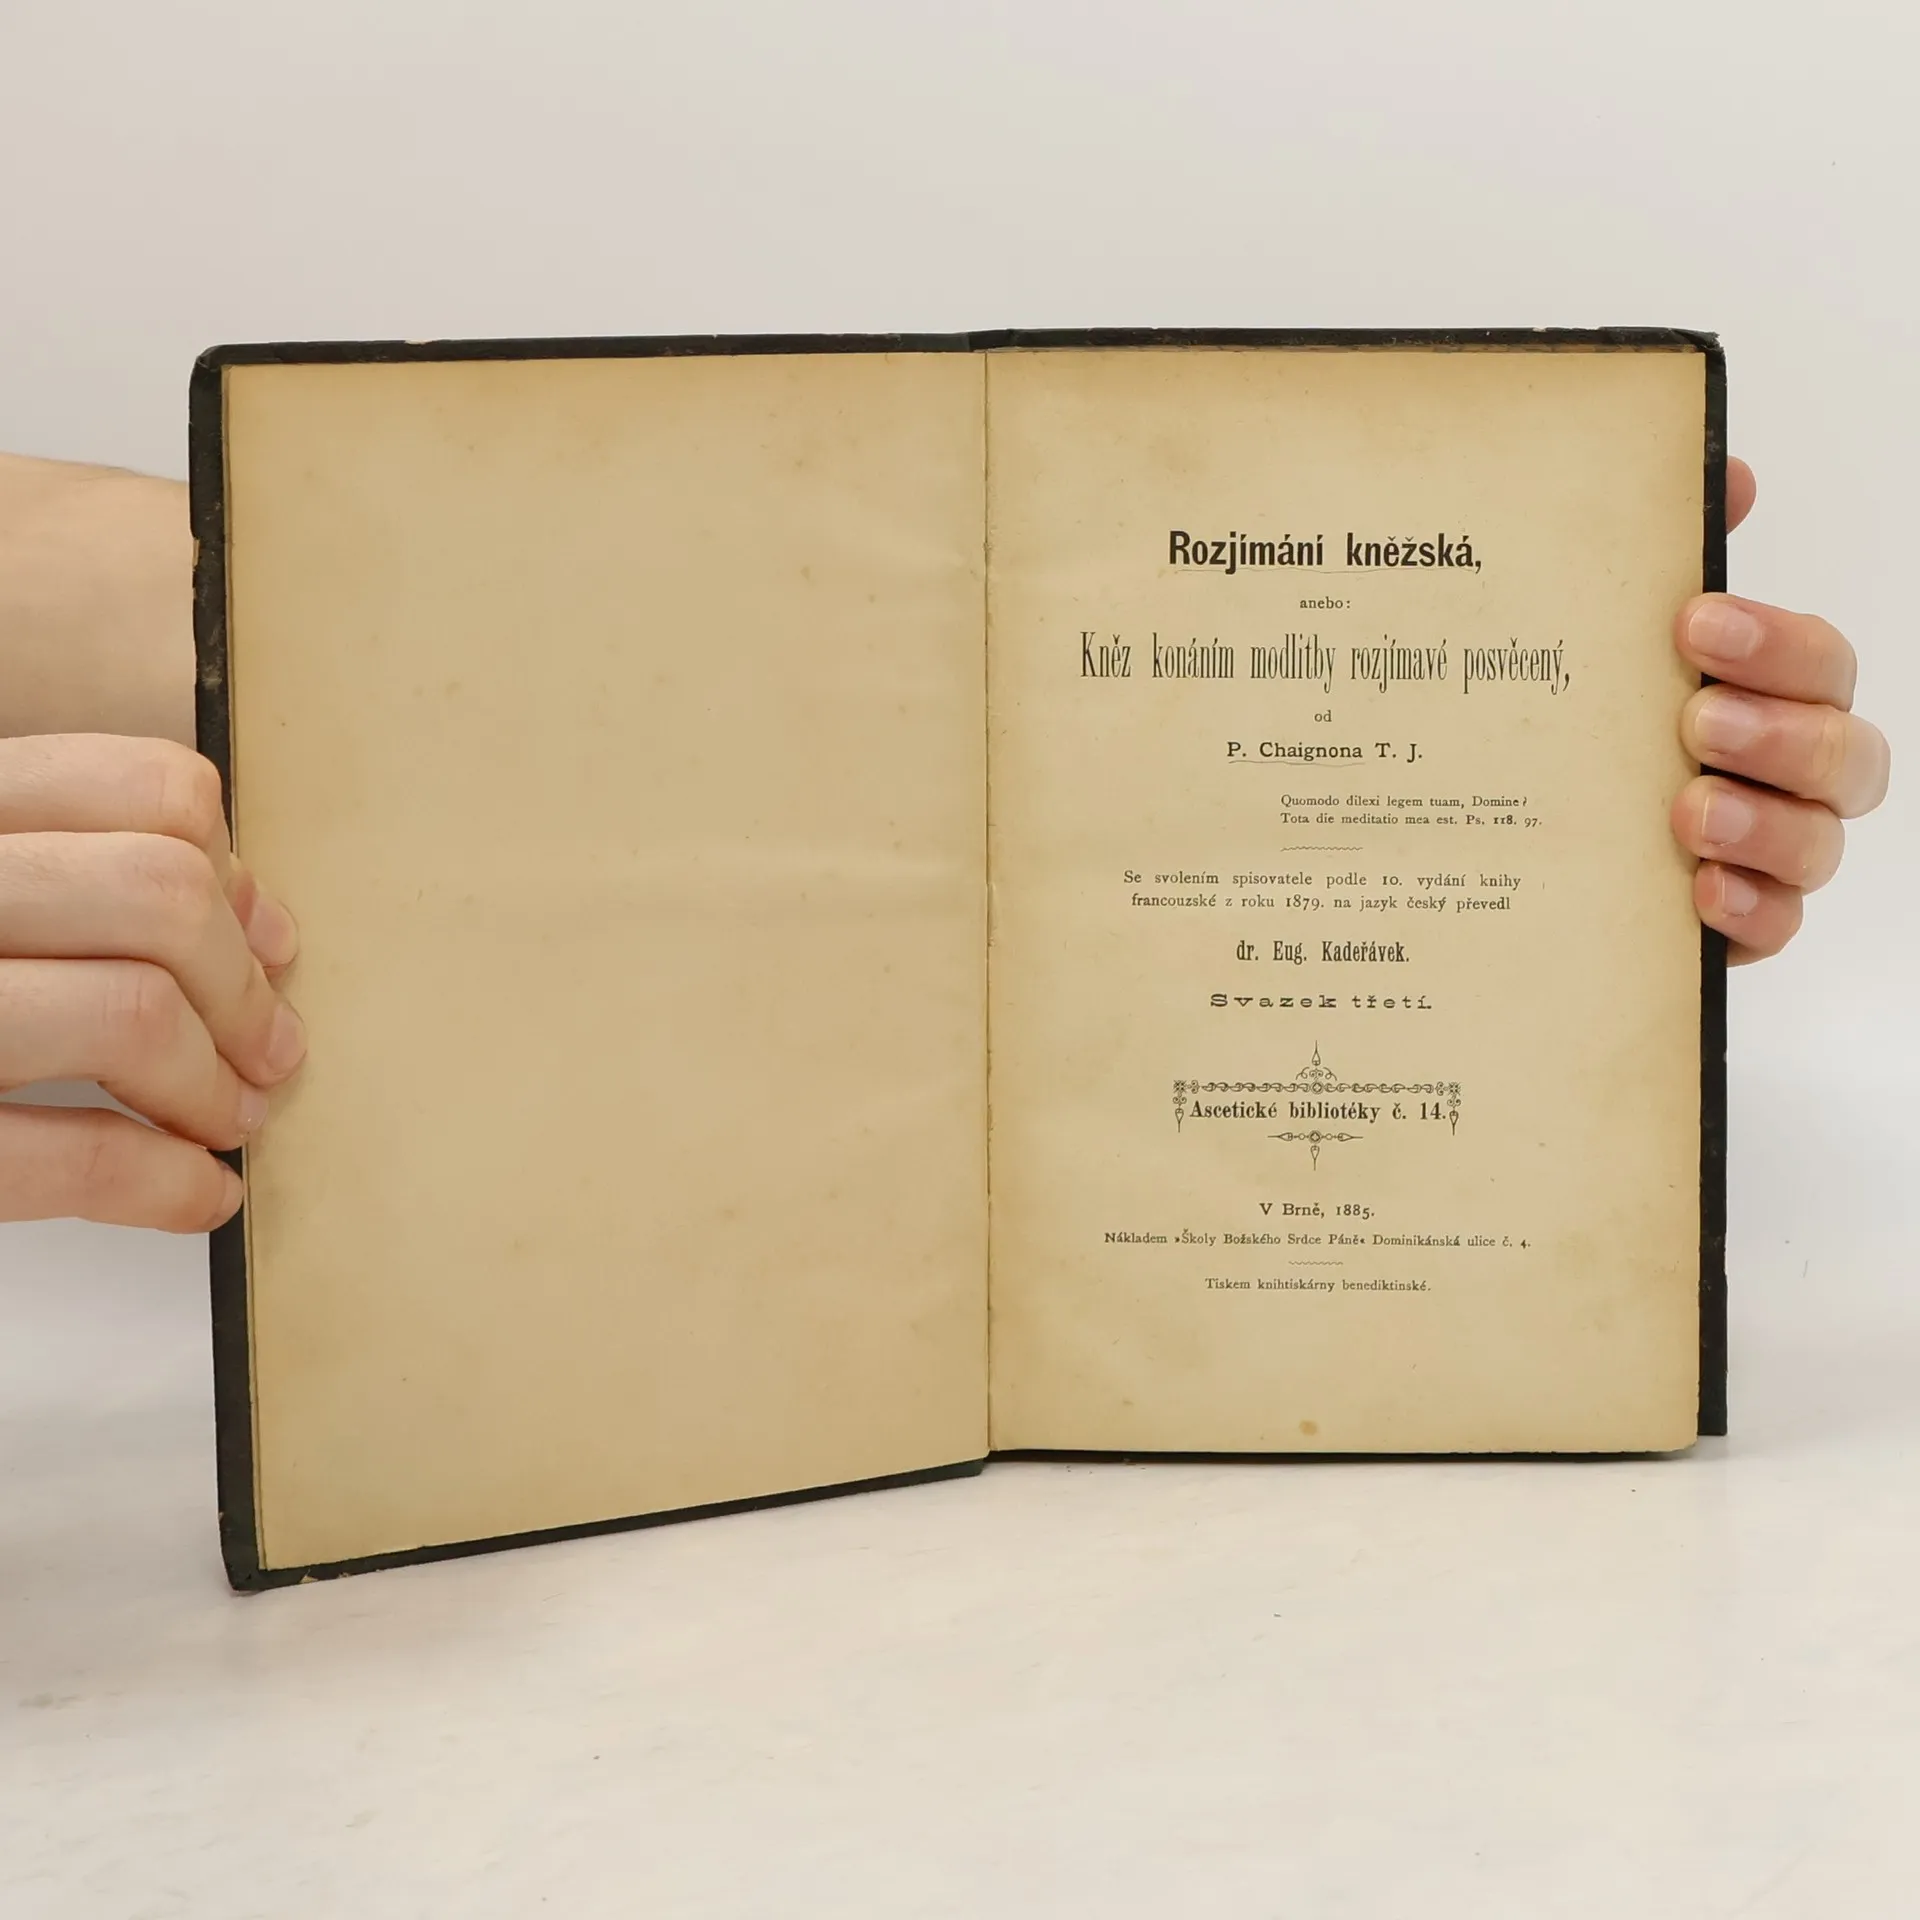 Rozjímání kněžská,
anebo:
Kněz konáním modlitby rozjímavé posvěcený,
od
P. Chaignona T. J.
Quomodo dilexi legem tuam, Domine?
Tota die meditatio mea est. Ps. 118. 97.
Se svolením spisovatele podle 10. vydání knihy
francouzské z roku 1879. na jazyk český převedl
dr. Eug. Kadeřávek.
Svazek třetí.
Ascetické bibliotéky č. 14.
V Brně, 1885.
Nákladem »Školy Božského Srdce Páně« Dominikánská ulice č. 4.
Tiskem knihtiskárny benediktinské.